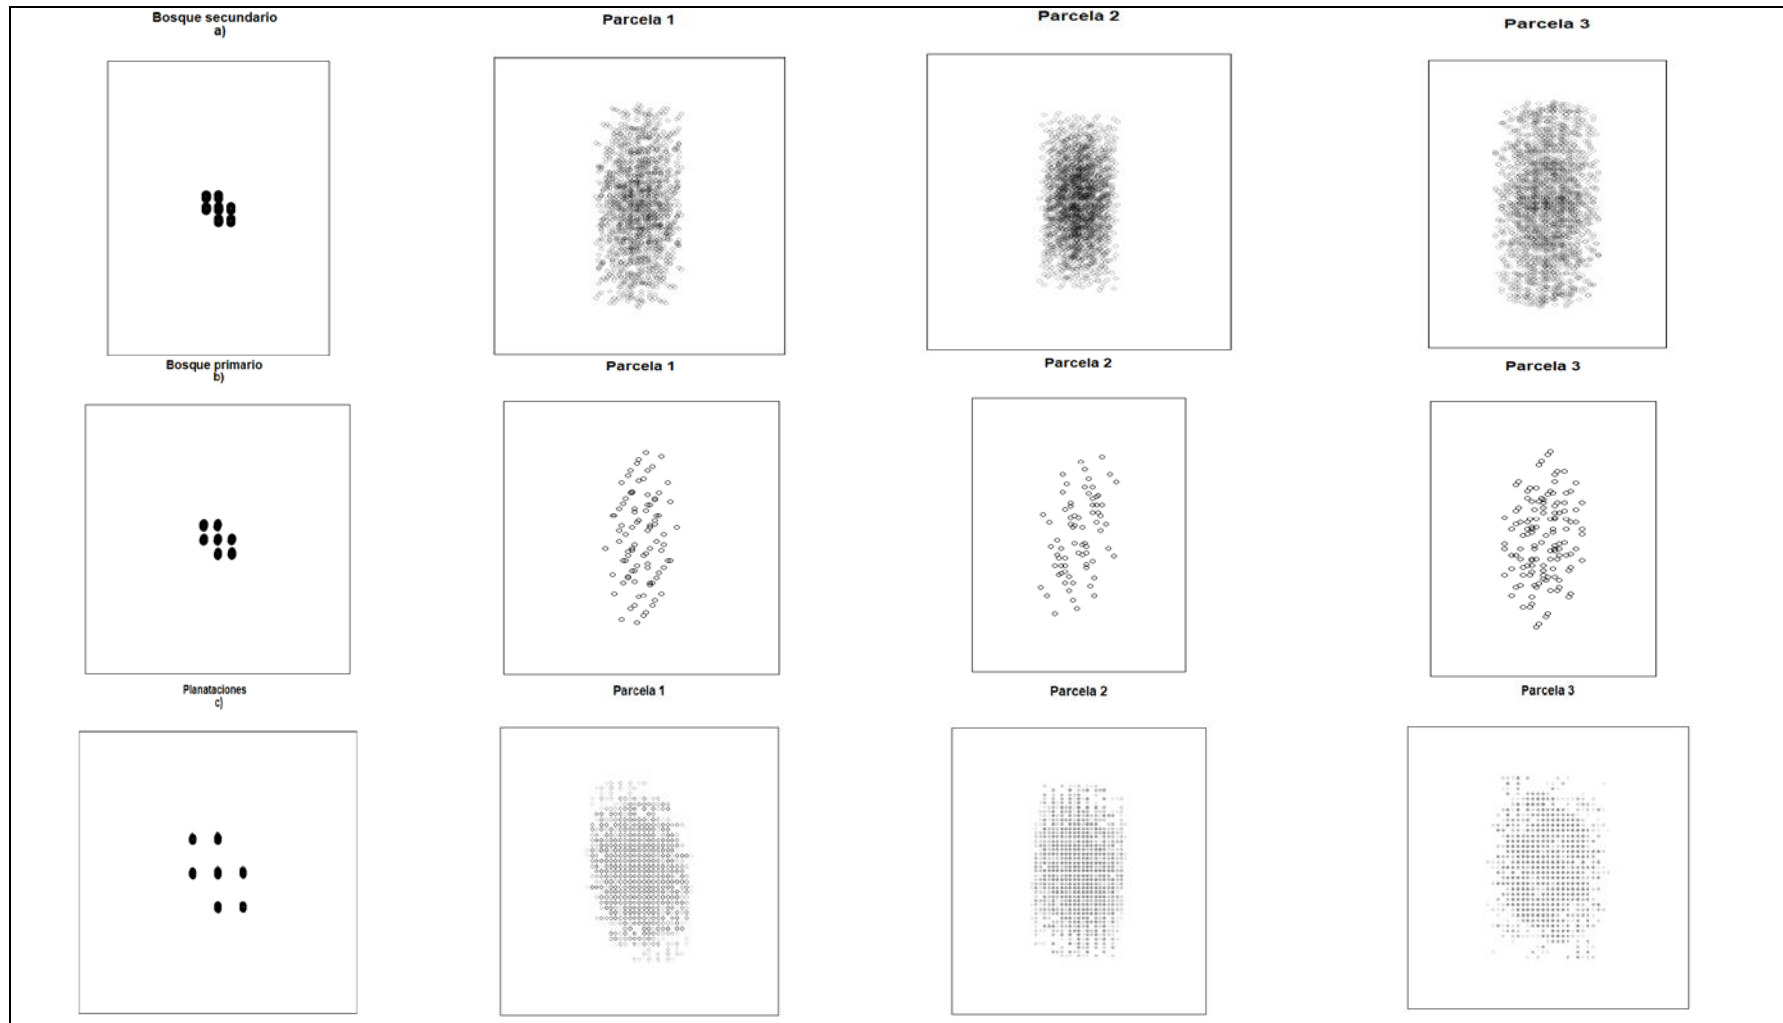 Bosque secundario
a)
Parcela 1
Parcela 2
Parcela 3
Bosque primario
b)
Parcela 1
Parcela 2
Parcela 3
Planataciones
c)
Parcela 1
Parcela 2
Parcela 3